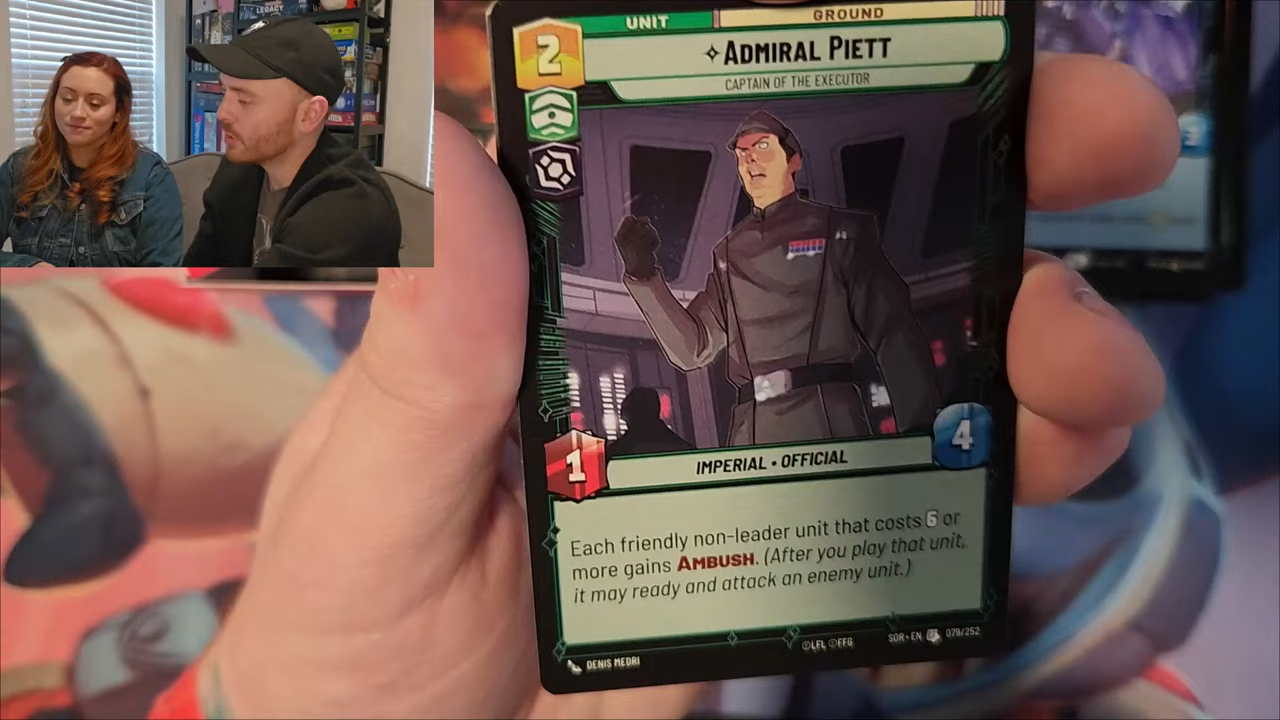 LEGACY
UNIT
GROUND
2
ADMIRAL PIETT
CAPTAIN OF THE EXECUTOR
1
4
IMPERIAL • OFFICIAL
Each friendly non-leader unit that costs 6 or
more gains AMBUSH. (After you play that unit,
it may ready and attack an enemy unit.)
DENIS MEDRI
©LFL ©FFG
SOR • EN
079/252